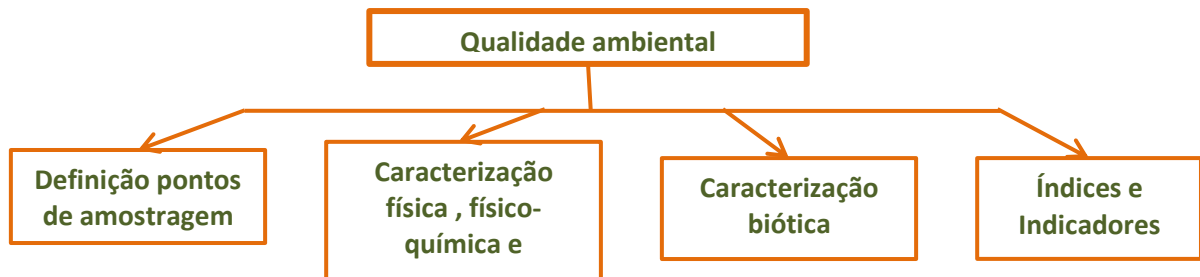 Qualidade ambiental
Definição pontos
de amostragem
Caracterização
física , físico-
química e
Caracterização
biótica
Índices e
Indicadores